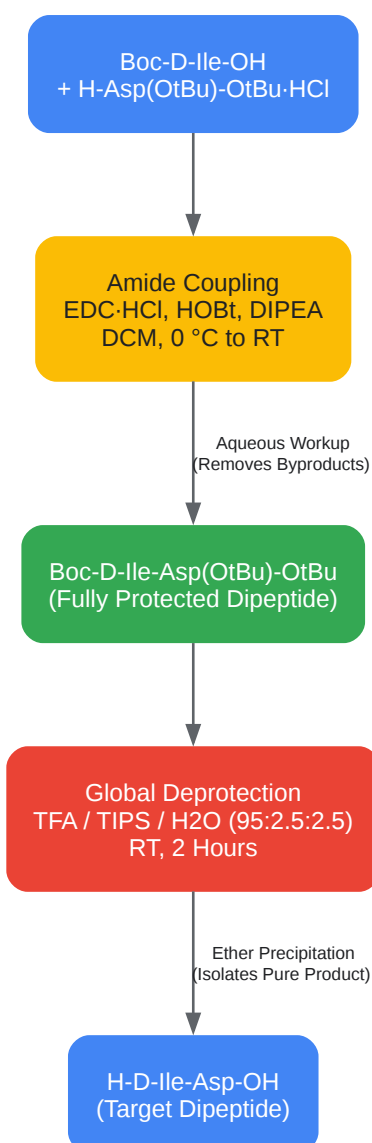 Boc-D-Ile-OH
+ H-Asp(OtBu)-OtBu·HCl
Amide Coupling
EDC·HCl, HOBt, DIPEA
DCM, 0 °C to RT
Aqueous Workup
(Removes Byproducts)
Boc-D-Ile-Asp(OtBu)-OtBu
(Fully Protected Dipeptide)
Global Deprotection
TFA / TIPS / H2O (95:2.5:2.5)
RT, 2 Hours
Ether Precipitation
(Isolates Pure Product)
H-D-Ile-Asp-OH
(Target Dipeptide)